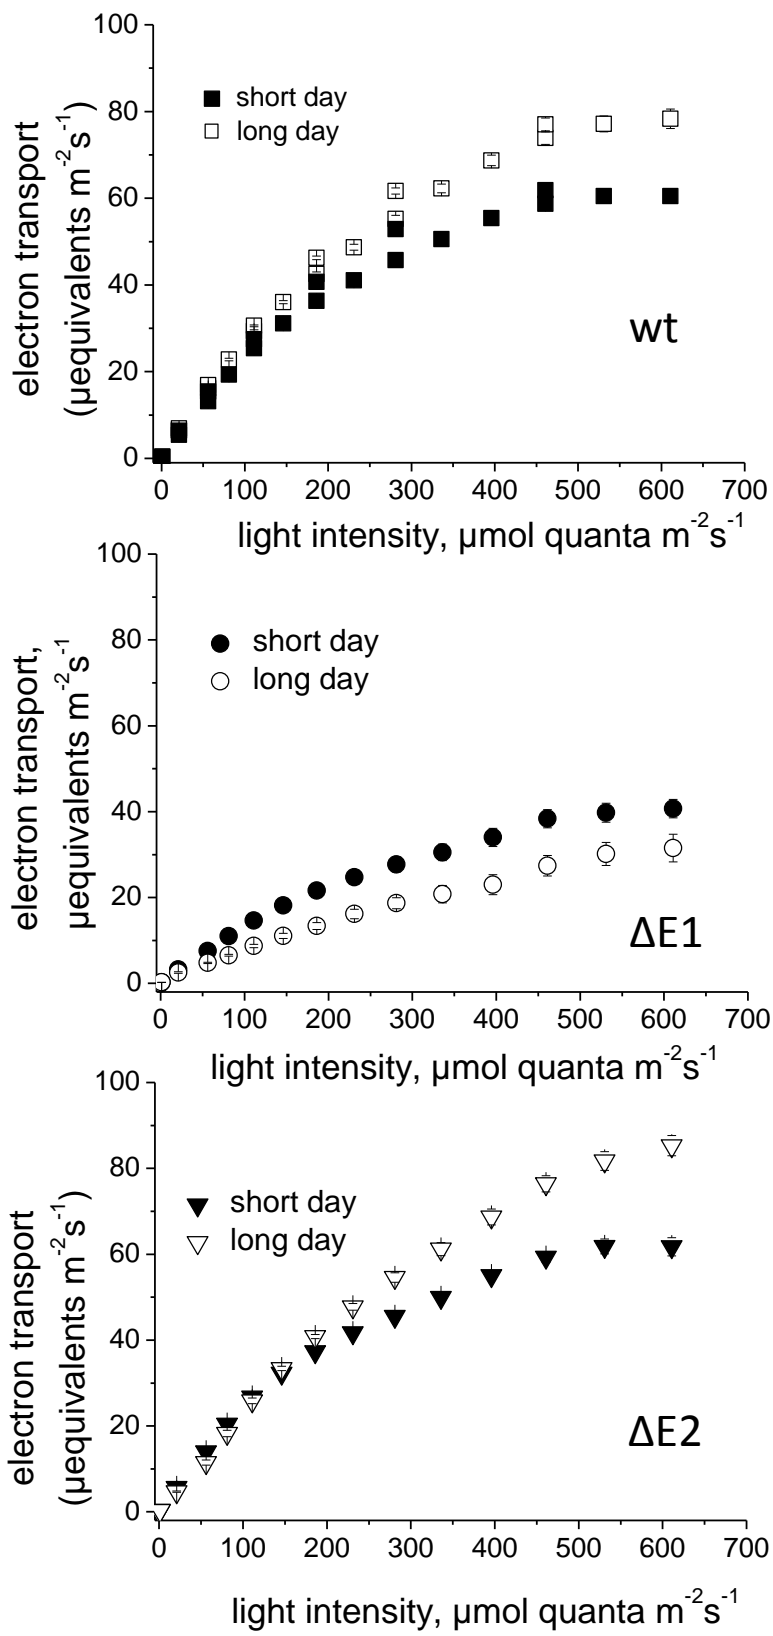 100
80
60
40
20
0
electron transport
(µequivalents m⁻²s⁻¹)
short day
long day
wt
0 100 200 300 400 500 600 700
light intensity, µmol quanta m⁻²s⁻¹
100
80
60
40
20
0
electron transport,
µequivalents m⁻²s⁻¹
short day
long day
ΔE1
0 100 200 300 400 500 600 700
light intensity, µmol quanta m⁻²s⁻¹
100
80
60
40
20
0
electron transport
(µequivalents m⁻²s⁻¹)
short day
long day
ΔE2
0 100 200 300 400 500 600 700
light intensity, µmol quanta m⁻²s⁻¹